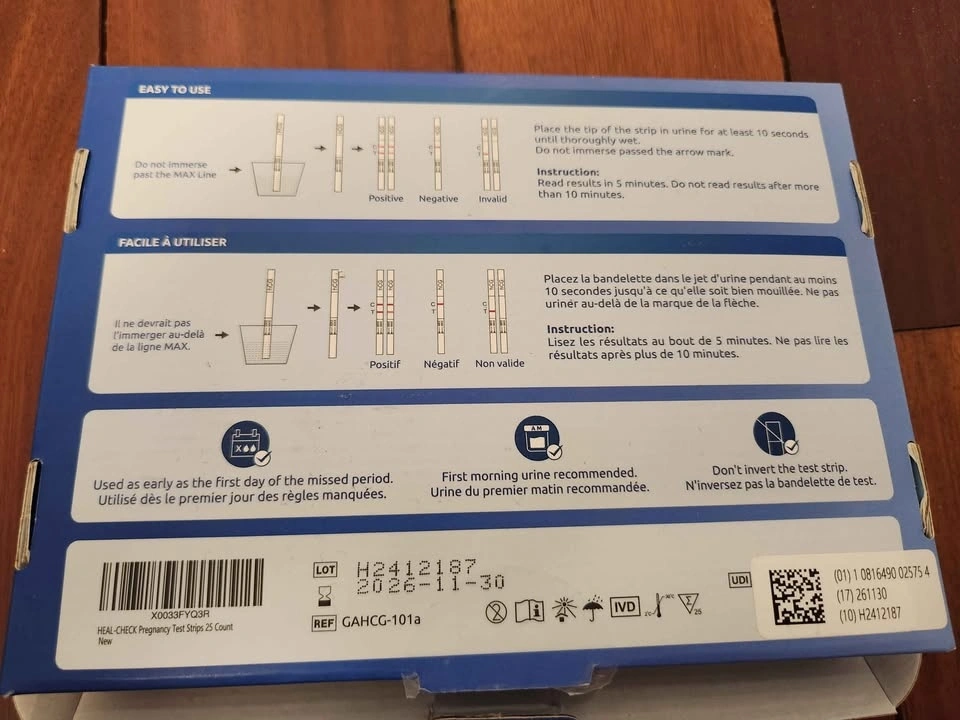 EASY TO USE
Do not immerse
past the MAX Line
hCG
C
T
Positive
Negative
Invalid
Place the tip of the strip in urine for at least 10 seconds
until thoroughly wet.
Do not immerse passed the arrow mark.
Instruction:
Read results in 5 minutes. Do not read results after more
than 10 minutes.
FACILE À UTILISER
Il ne devrait pas
l'immerger au-delà
de la ligne MAX.
hCG
C
T
Positif
Négatif
Non valide
Placez la bandelette dans le jet d'urine pendant au moins
10 secondes jusqu'à ce qu'elle soit bien mouillée. Ne pas
uriner au-delà de la marque de la flèche.
Instruction:
Lisez les résultats au bout de 5 minutes. Ne pas lire les
résultats après plus de 10 minutes.
X
Used as early as the first day of the missed period.
Utilisé dès le premier jour des règles manquées.
AM
First morning urine recommended.
Urine du premier matin recommandée.
Don't invert the test strip.
N'inversez pas la bandelette de test.
X0033FYQ3R
HEAL-CHECK Pregnancy Test Strips 25 Count
New
LOT H2412187
2026-11-30
REF GAHCG-101a
2
IVD
2°C
30°C
25
UDI
(01) 1 0816490 02575 4
(17) 261130
(10) H2412187